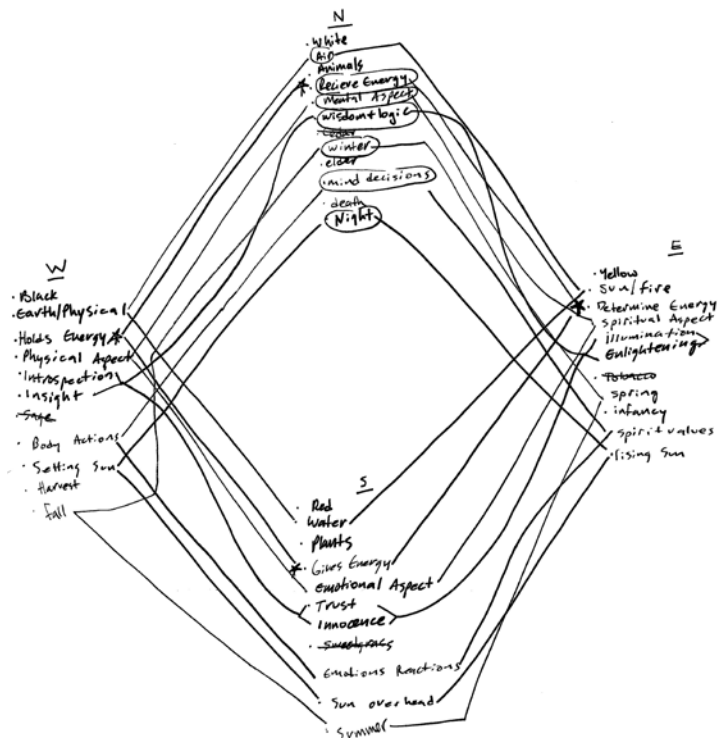 N
· White
Air
· Animals
Recieve Energy
· Mental Aspect
wisdom + logic
cedar
winter
· elder
· mind decisions
· death
· Night
W
· Black
· Earth/Physical
· Holds Energy
· Physical Aspect
· Introspection
· Insight
· Sage
· Body Actions
· Setting Sun
· Harvest
· fall
E
· Yellow
· Sun/fire
· Determine Energy
spiritual Aspect
illumination
Enlightening
· Tobacco
· spring
· infancy
· spirit values
· rising sun
S
· Red
· Water
· Plants
· Gives Energy
Emotional Aspect
· Trust
Innocence
· Sweetgrass
· Emotions Reactions
· Sun overhead
· Summer